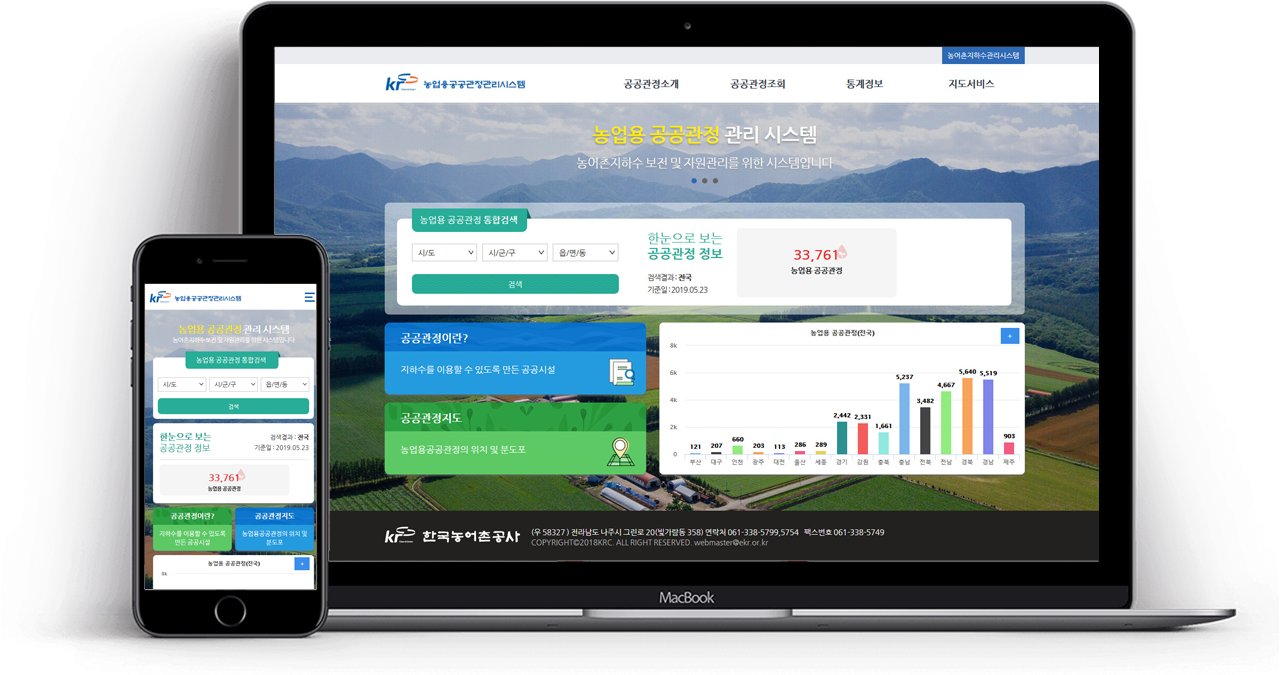 농어촌지하수관리시스템
kr 농업용공공관정관리시스템
공공관정소개 공공관정조회 통계정보 지도서비스
농업용 공공관정 관리 시스템
농어촌지하수 보전 및 자원관리를 위한 시스템입니다
농업용 공공관정 통합검색
시/도 시/군/구 읍/면/동
검색
한눈으로 보는
공공관정 정보
검색결과 : 전국
기준일 : 2019.05.23
33,761
농업용 공공관정
공공관정이란?
지하수를 이용할 수 있도록 만든 공공시설
공공관정지도
농업용공공관정의 위치 및 분도포
농업용 공공관정(전국)
+
8k
6k
4k
2k
0
121 207 660 203 113 286 289 2,442 2,331 1,661 5,237 3,482 4,667 5,640 5,519 903
부산 대구 인천 광주 대전 울산 세종 경기 강원 충북 충남 전북 전남 경북 경남 제주
kr 한국농어촌공사
(우 58327 ) 전라남도 나주시 그린로 20(빛가람동 358) 연락처 061-338-5799,5754 팩스번호 061-338-5749
COPYRIGHT©2018KRC. ALL RIGHT RESERVED. webmaster@ekr.or.kr
MacBook
kr 농업용공공관정관리시스템
농업용 공공관정 관리 시스템
농어촌지하수 보전 및 자원관리를 위한 시스템입니다
농업용 공공관정 통합검색
시/도 시/군/구 읍/면/동
검색
한눈으로 보는
공공관정 정보
검색결과 : 전국
기준일 : 2019.05.23
33,761
농업용 공공관정
공공관정이란?
지하수를 이용할 수 있도록
만든 공공시설
공공관정지도
농업용공공관정의 위치 및
분도포
농업용 공공관정(전국)
+
8k